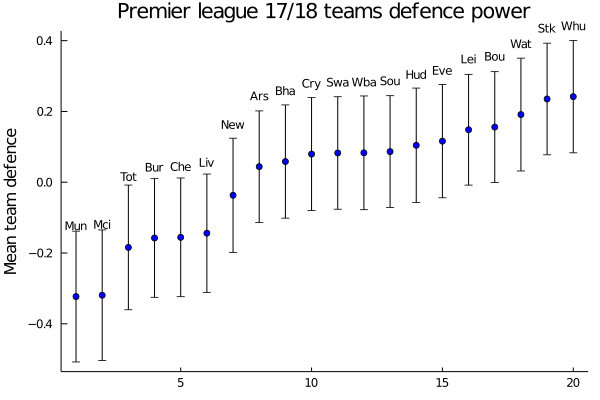 Premier league 17/18 teams defence power
Mean team defence
0.4
0.2
0.0
−0.2
−0.4
Mun
Mci
Tot
Bur
Che
Liv
New
Ars
Bha
Cry
Swa
Wba
Sou
Hud
Eve
Lei
Bou
Wat
Stk
Whu
5
10
15
20